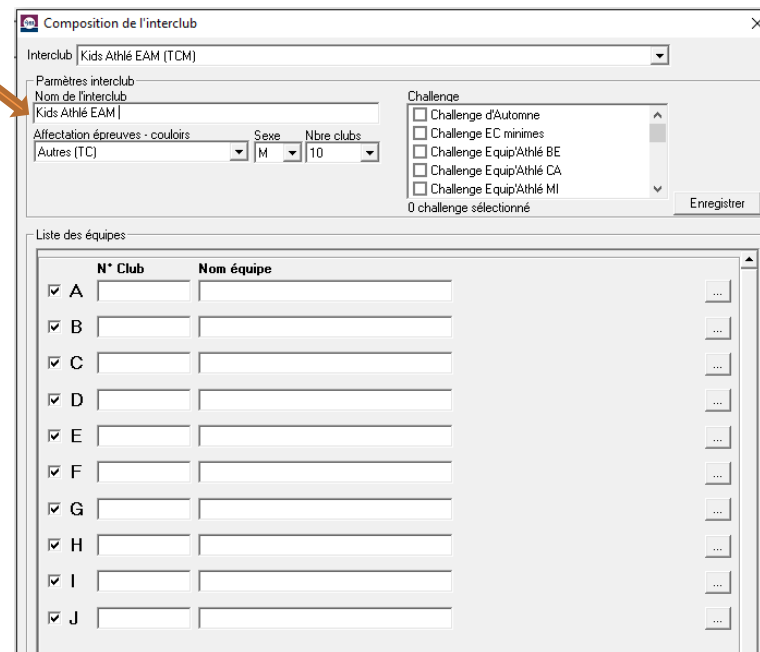 Composition de l'interclub
Interclub Kids Athlé EAM (TCM)
Parmètres interclub
Nom de l'interclub
Kids Athlé EAM
Affectation épreuves - couloirs Sexe Nbre clubs
Autres (TC) M 10
Challenge
Challenge d'Automne
Challenge EC minimes
Challenge Equip'Athlé BE
Challenge Equip'Athlé CA
Challenge Equip'Athlé MI
0 challenge sélectionné
Enregistrer
Liste des équipes
N° Club Nom équipe
A ...
B ...
C ...
D ...
E ...
F ...
G ...
H ...
I ...
J ...